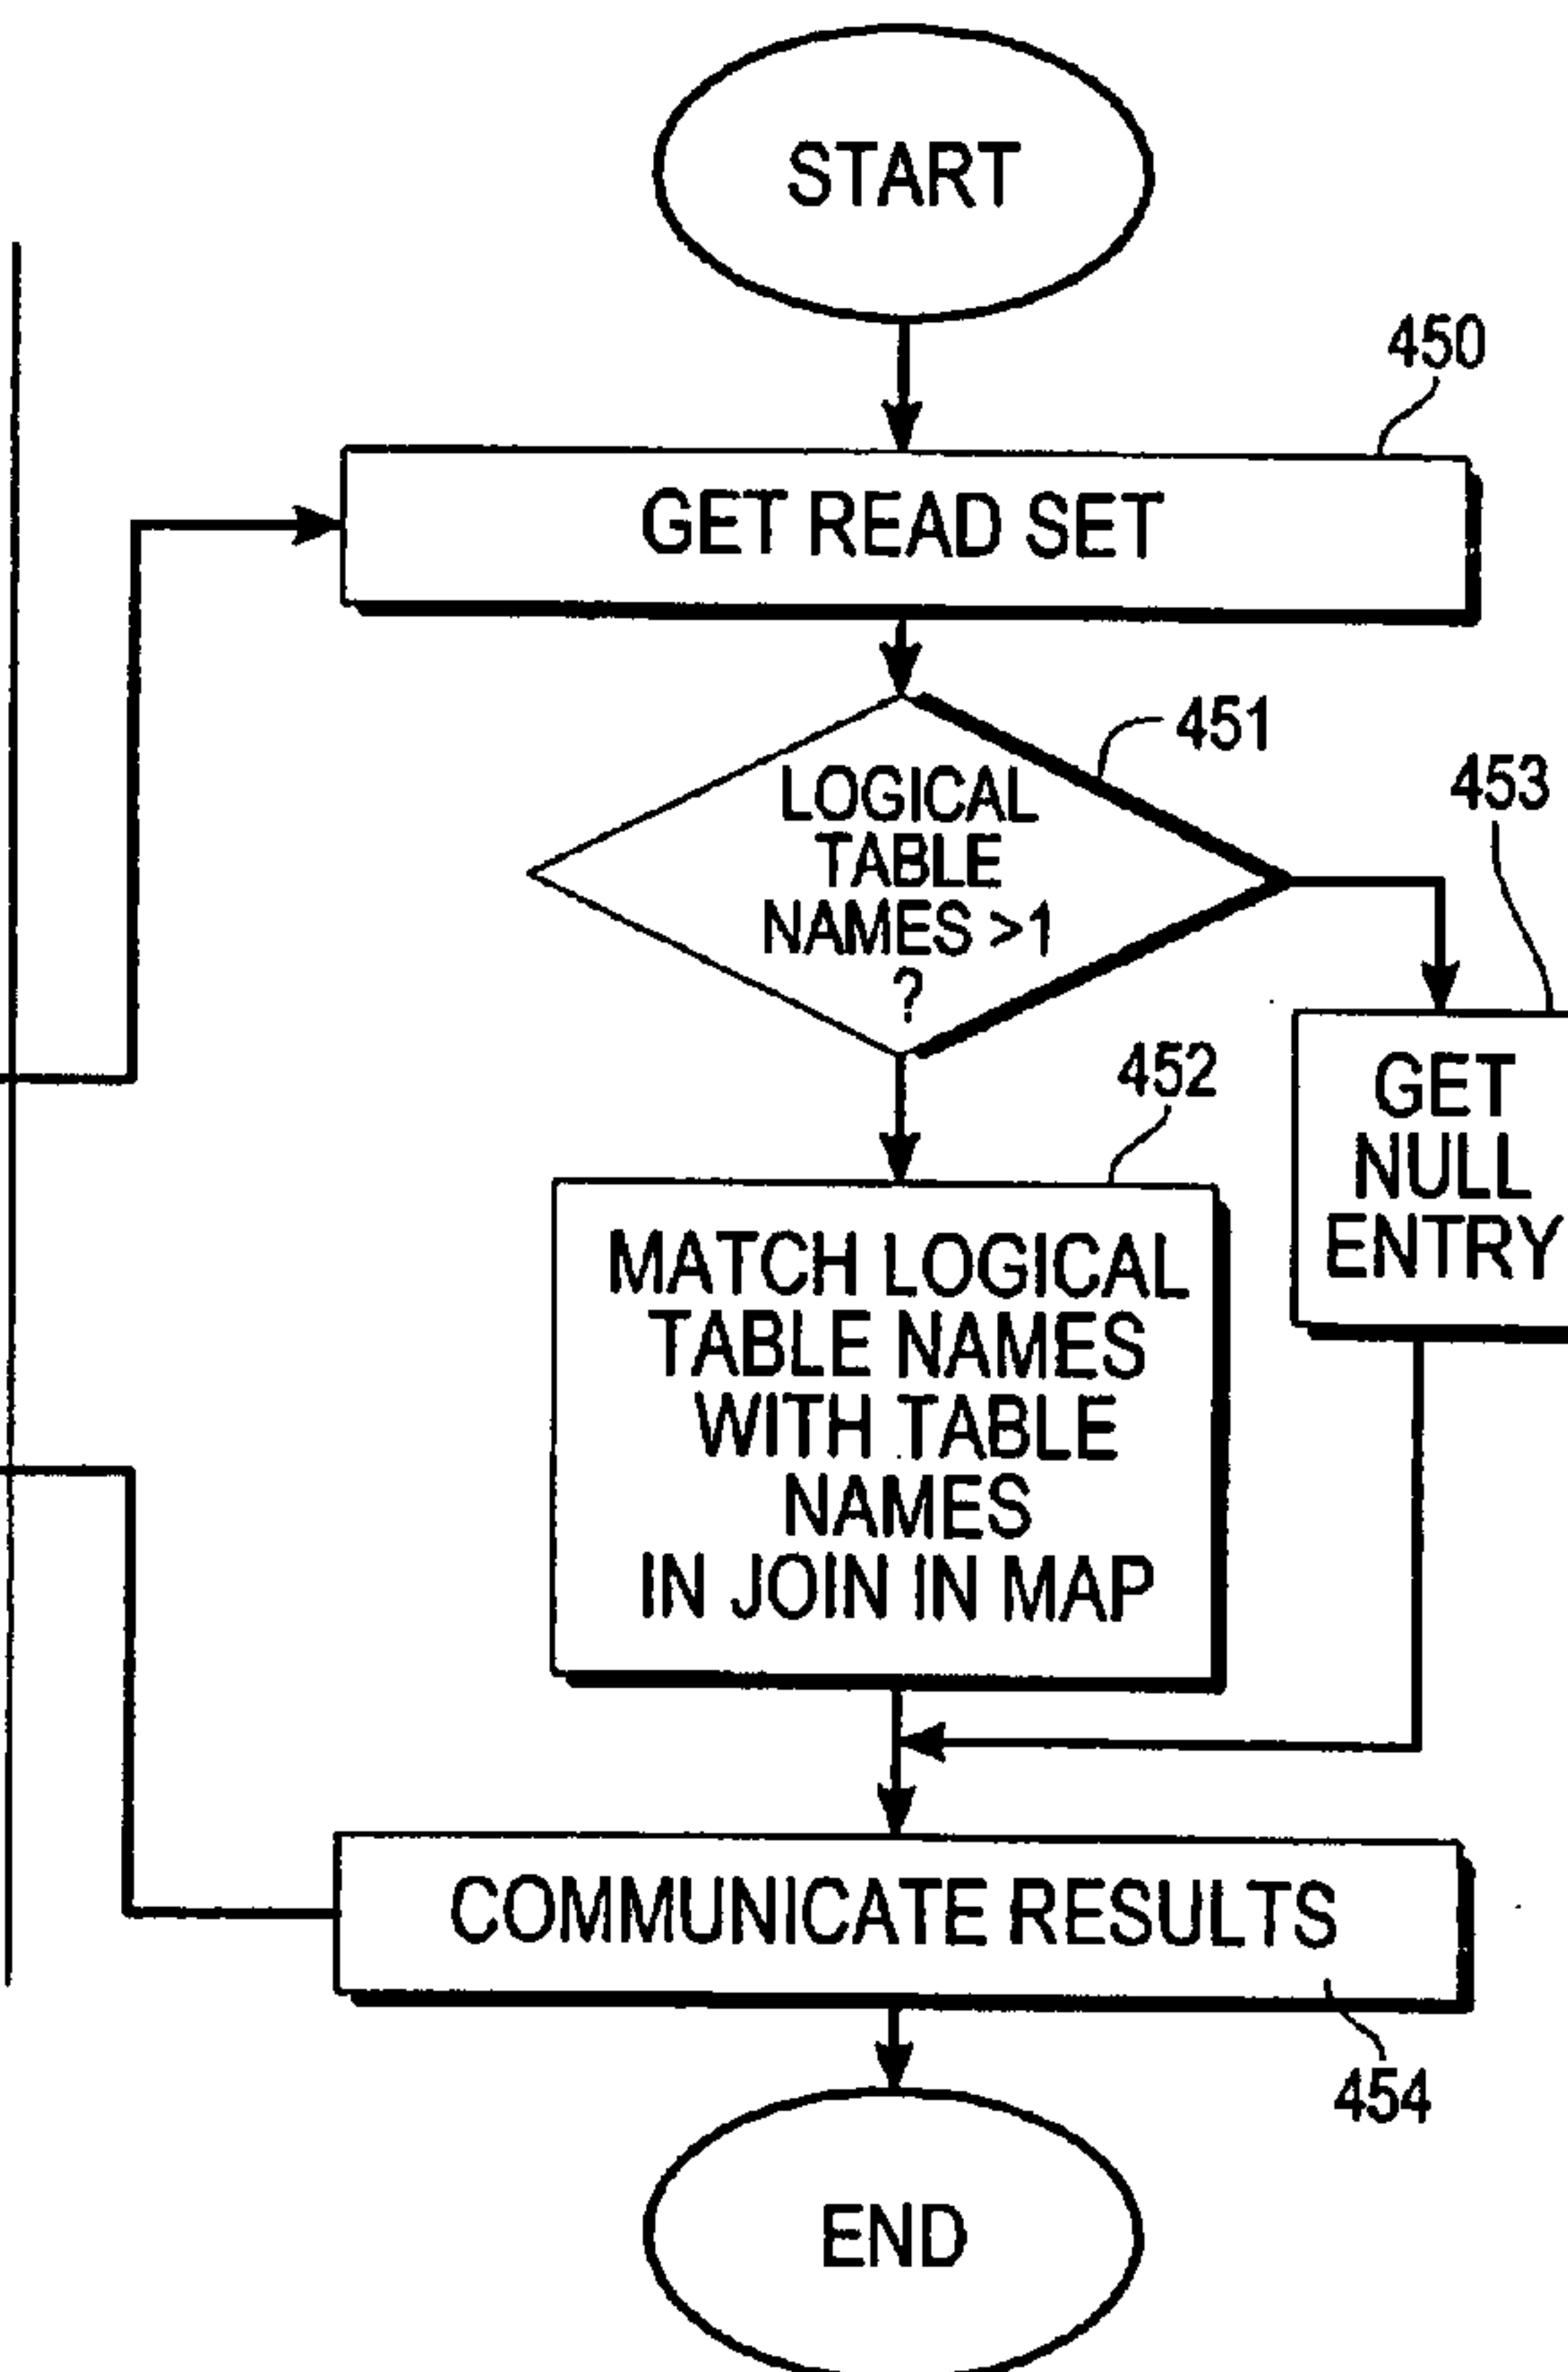 START
450
GET READ SET
451
LOGICAL
TABLE
NAMES >1
?
453
GET
NULL
ENTRY
452
MATCH LOGICAL
TABLE NAMES
WITH TABLE
NAMES
IN JOIN IN MAP
COMMUNICATE RESULTS
454
END